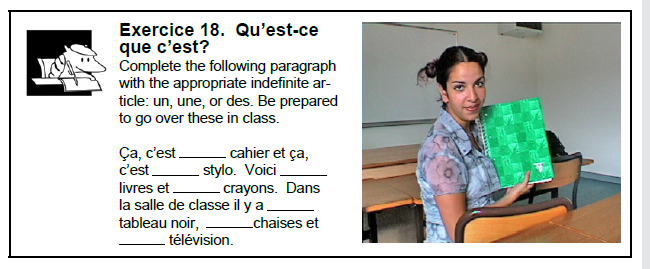 Exercice 18.  Qu'est-ce
que c'est?
Complete the following paragraph
with the appropriate indefinite ar-
ticle: un, une, or des. Be prepared
to go over these in class.
Ça, c'est ______ cahier et ça,
c'est ______ stylo.  Voici ______
livres et ______ crayons.  Dans
la salle de classe il y a ______
tableau noir, ______chaises et
______ télévision.